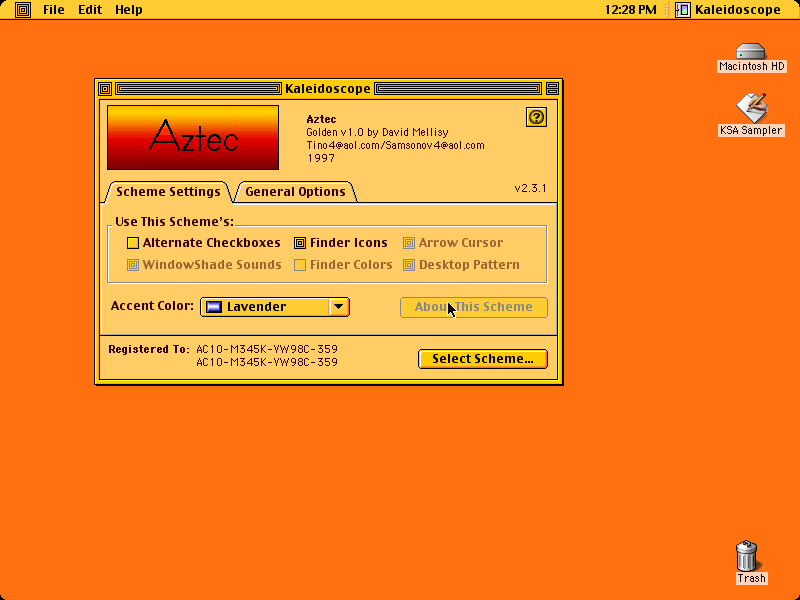 File Edit Help 12:28 PM Kaleidoscope
Macintosh HD
KSA Sampler
Kaleidoscope
Aztec
Aztec
Golden v1.0 by David Mellisy
Tino4@aol.com/Samsonov4@aol.com
1997
Scheme Settings General Options v2.3.1
Use This Scheme's:
Alternate Checkboxes Finder Icons Arrow Cursor
WindowShade Sounds Finder Colors Desktop Pattern
Accent Color: Lavender About This Scheme
Registered To: AC10-M345K-VW98C-359
AC10-M345K-VW98C-359
Select Scheme...
Trash